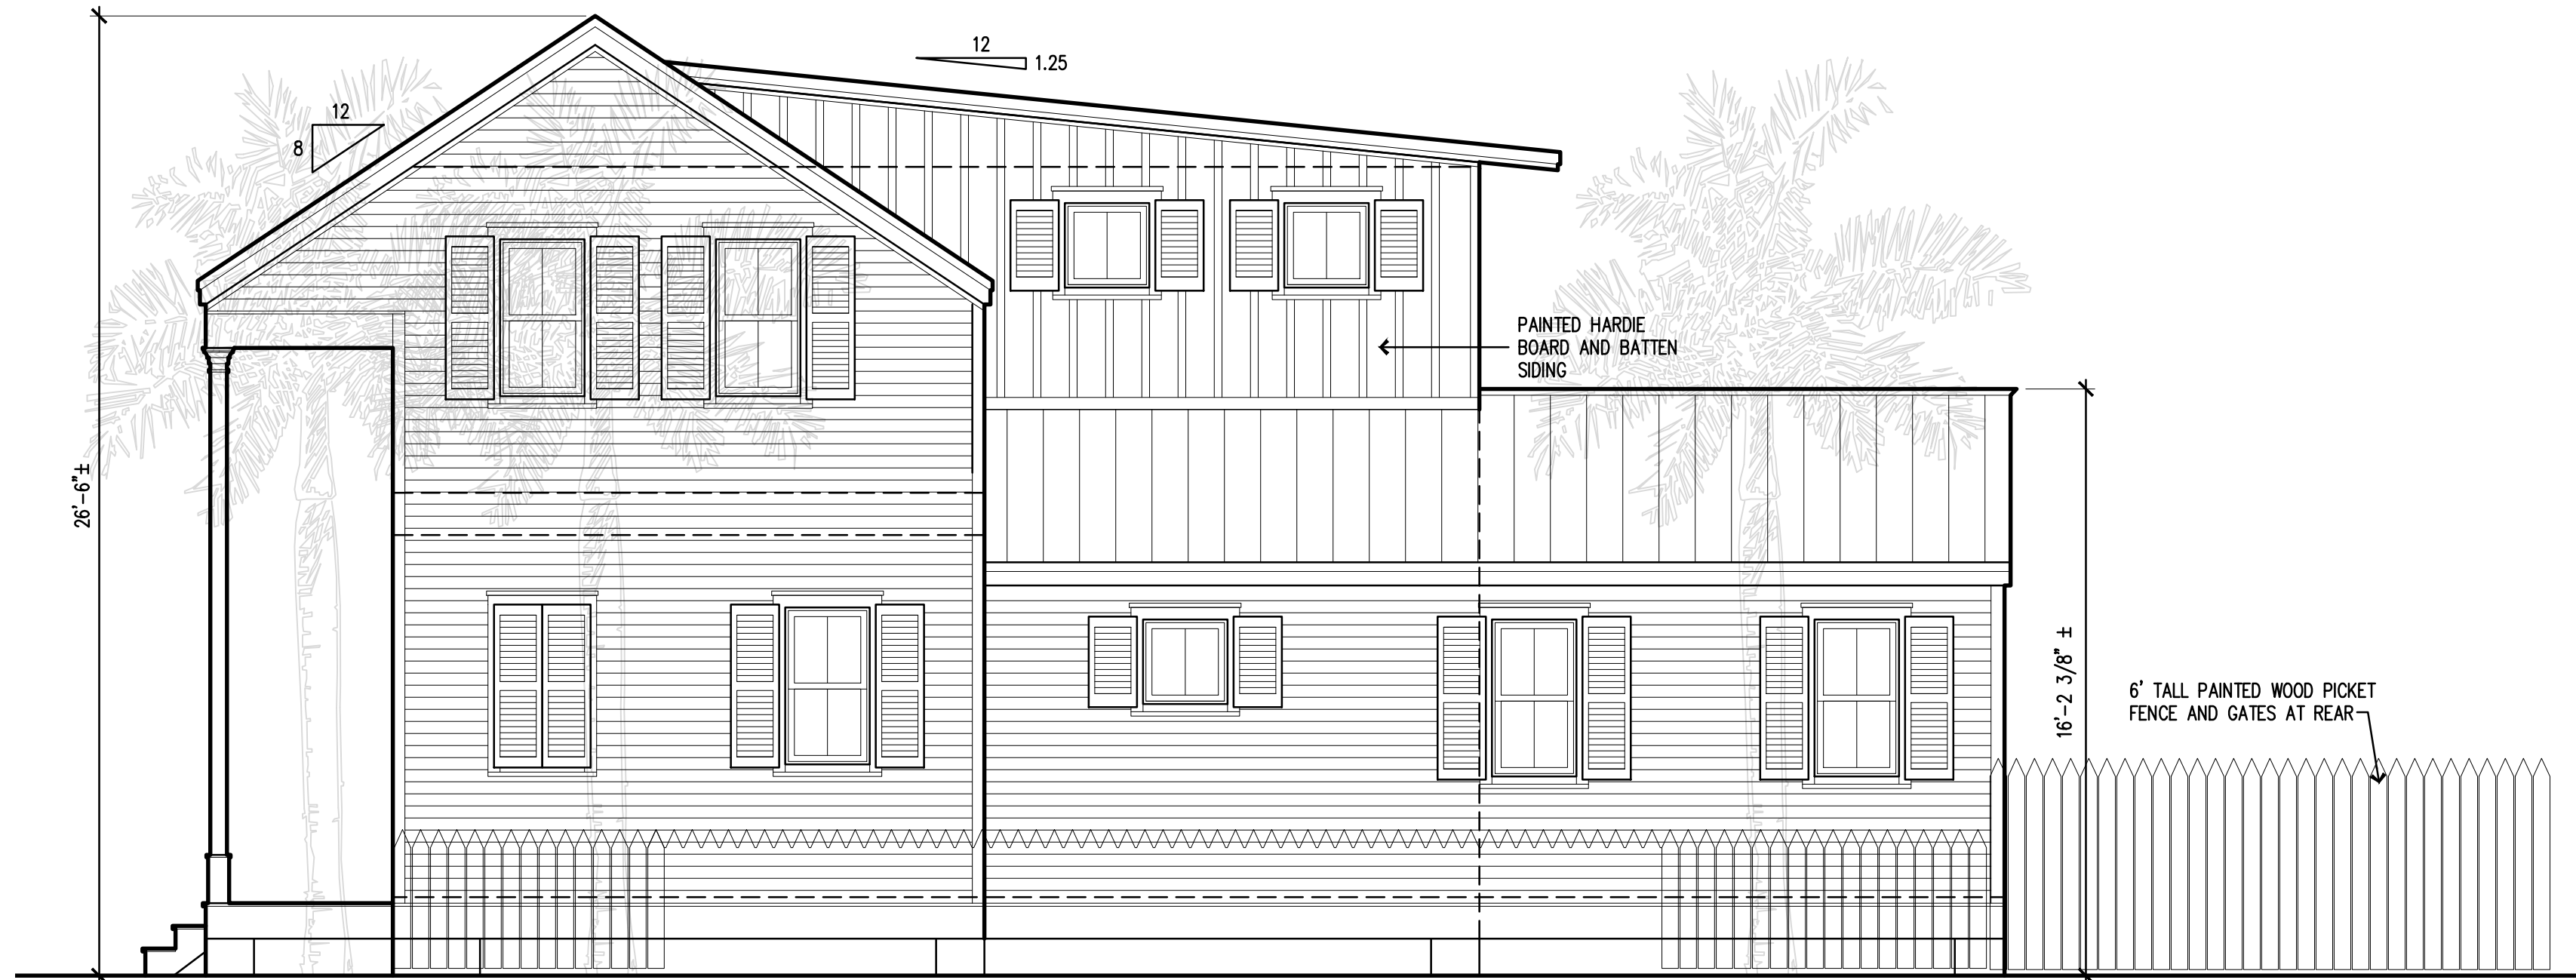 12
1.25
12
8
PAINTED HARDIE
BOARD AND BATTEN
SIDING
26'-6"±
16'-2 3/8" ±
6' TALL PAINTED WOOD PICKET
FENCE AND GATES AT REAR